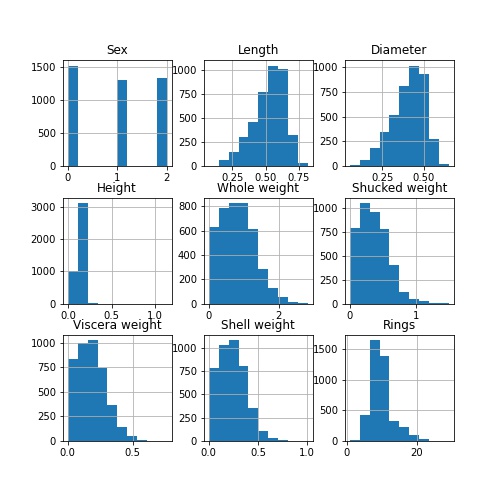 Sex Length Diameter
1500 1000 1000
1000 750 750
500 500 500
250 250
0 0 0
0 1 2 0.25 0.50 0.75 0.25 0.50
Height Whole weight Shucked weight
3000 800 1000
2000 600 750
1000 400 500
200 250
0 0 0
0.0 0.5 1.0 0 2 0 1
Viscera weight Shell weight Rings
1000 1000 1500
750 750 1000
500 500 500
250 250
0 0 0
0.0 0.5 0.0 0.5 1.0 0 20